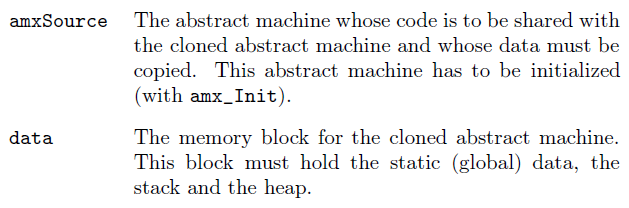 amxSource The abstract machine whose code is to be shared with
the cloned abstract machine and whose data must be
copied. This abstract machine has to be initialized
(with amx_Init).
data The memory block for the cloned abstract machine.
This block must hold the static (global) data, the
stack and the heap.